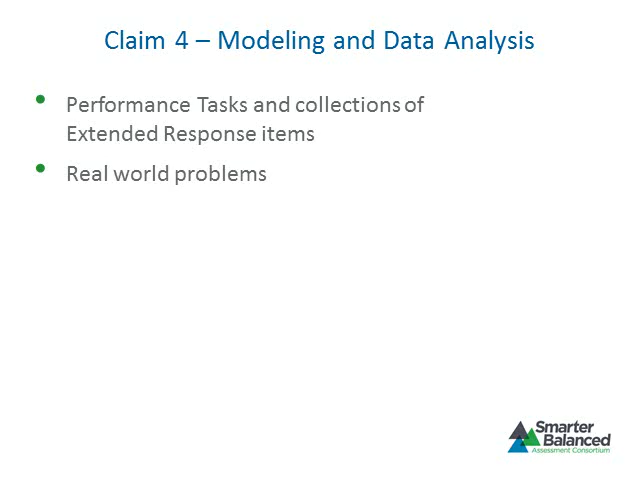 Claim 4 – Modeling and Data Analysis
• Performance Tasks and collections of
Extended Response items
• Real world problems
Smarter
Balanced
Assessment Consortium